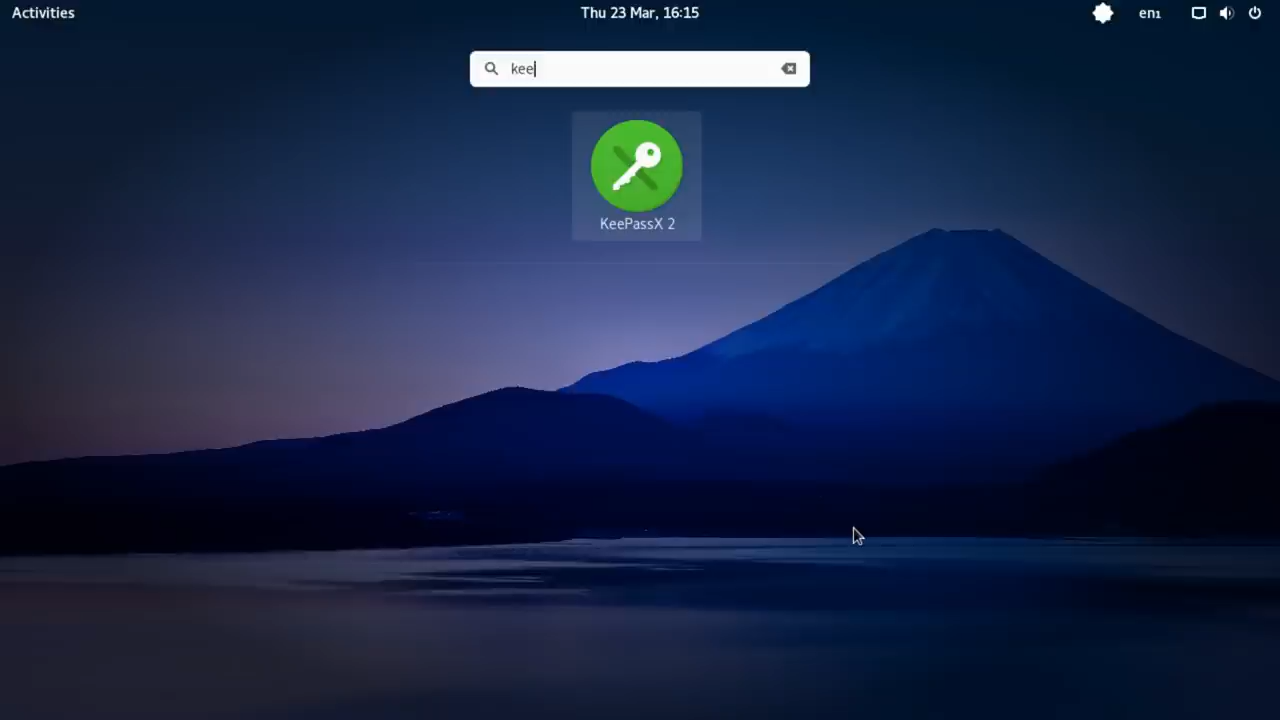 Activities
Thu 23 Mar, 16:15
en₁
kee
KeePassX 2